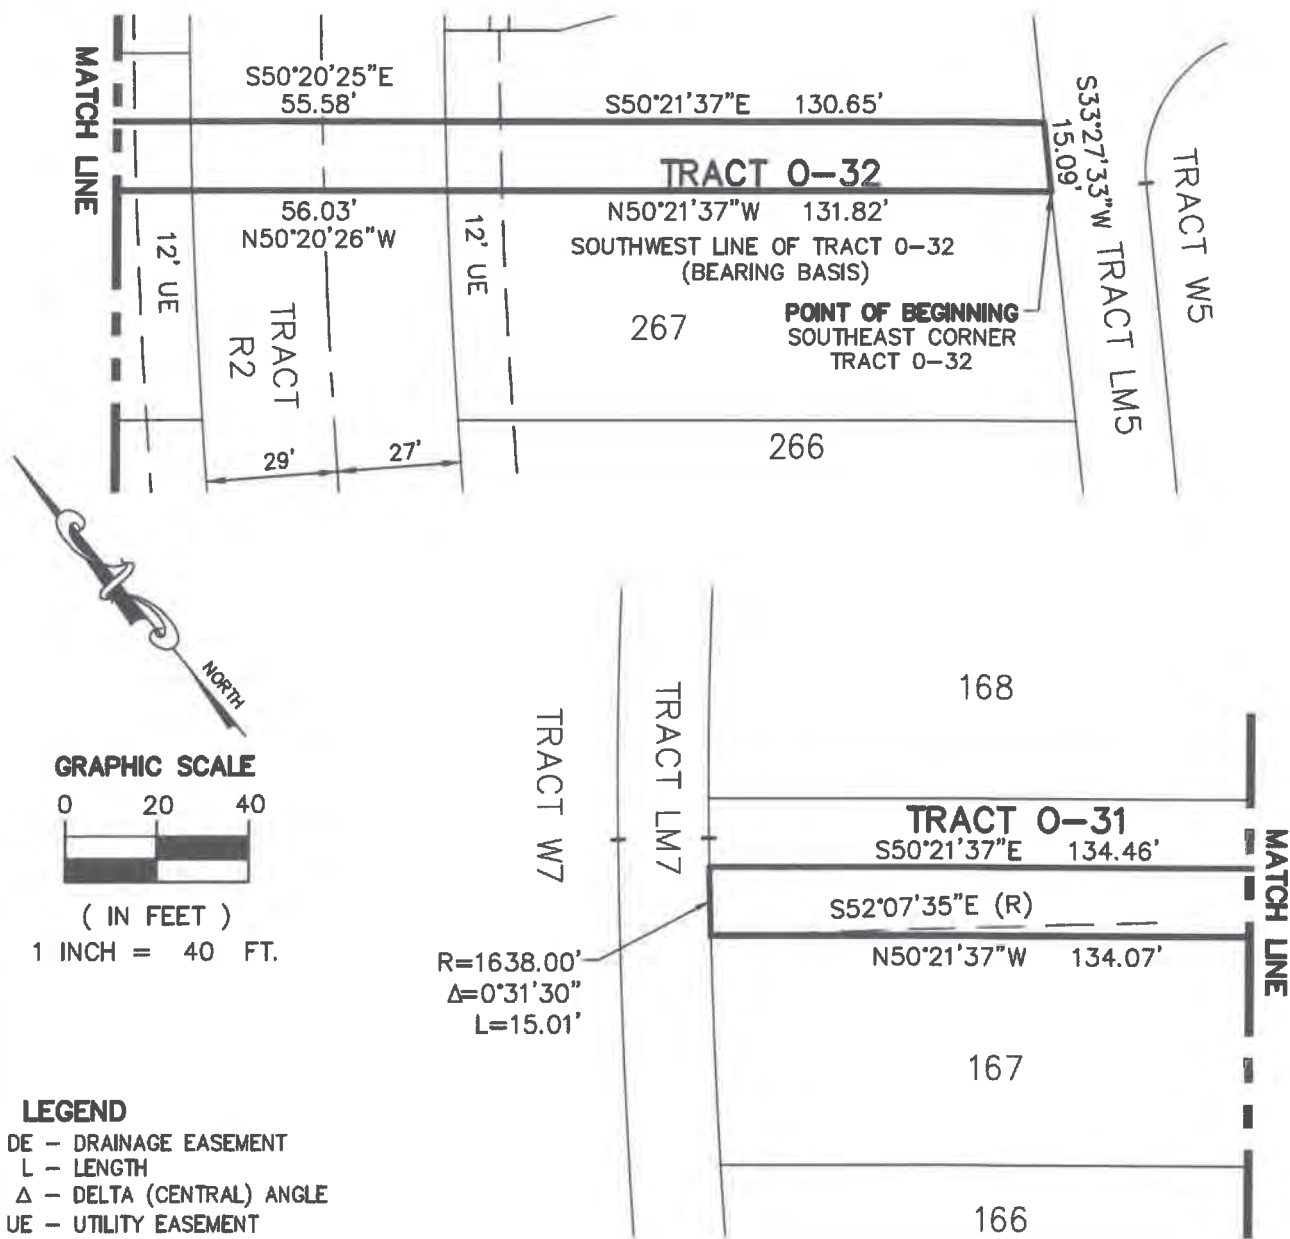 MATCH LINE
S50°20'25"E
55.58'
S50°21'37"E 130.65'
S33°27'33"W
15.09'
TRACT O-32
56.03'
N50°20'26"W
N50°21'37"W 131.82'
SOUTHWEST LINE OF TRACT O-32
(BEARING BASIS)
12' UE
12' UE
TRACT W5
TRACT LM5
POINT OF BEGINNING
SOUTHEAST CORNER
TRACT O-32
267
TRACT
R2
266
29'
27'
NORTH
GRAPHIC SCALE
0 20 40
( IN FEET )
1 INCH = 40 FT.
TRACT W7
TRACT LM7
168
TRACT O-31
S50°21'37"E 134.46'
S52°07'35"E (R)
N50°21'37"W 134.07'
MATCH LINE
R=1638.00'
Δ=0°31'30"
L=15.01'
167
166
LEGEND
DE - DRAINAGE EASEMENT
L - LENGTH
Δ - DELTA (CENTRAL) ANGLE
UE - UTILITY EASEMENT